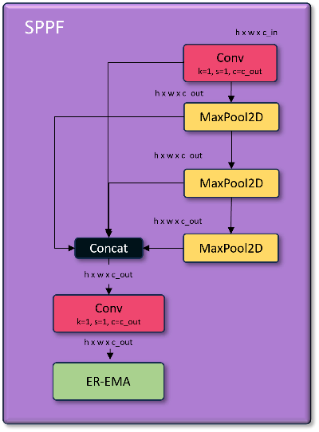 SPPF
h x w x c_in
Conv
k=1, s=1, c=c_out
h x w x c_out
MaxPool2D
h x w x c_out
MaxPool2D
h x w x c_out
MaxPool2D
Concat
h x w x c_out
Conv
k=1, s=1, c=c_out
h x w x c_out
ER-EMA